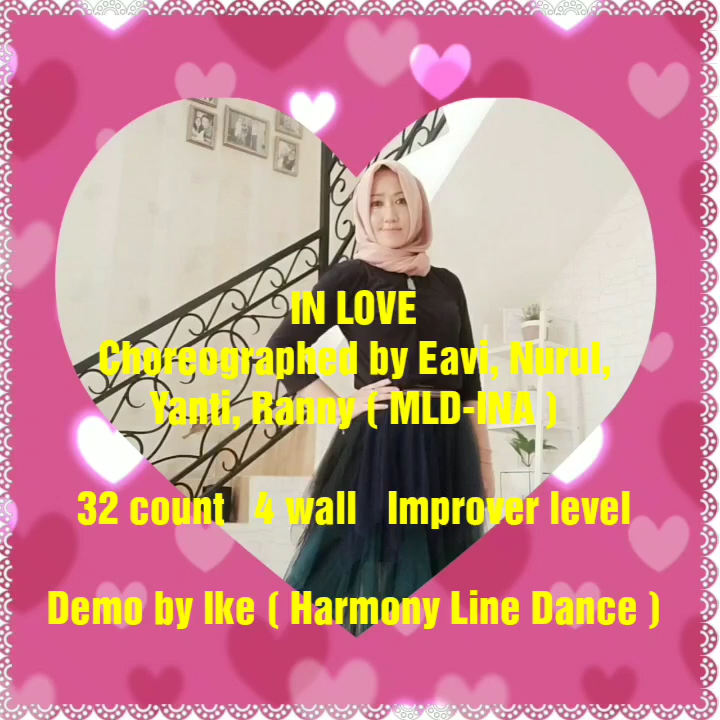 IN LOVE
Choreographed by Eavi, Nurul,
Yanti, Ranny ( MLD-INA )
32 count   4 wall   Improver level
Demo by Ike ( Harmony Line Dance )